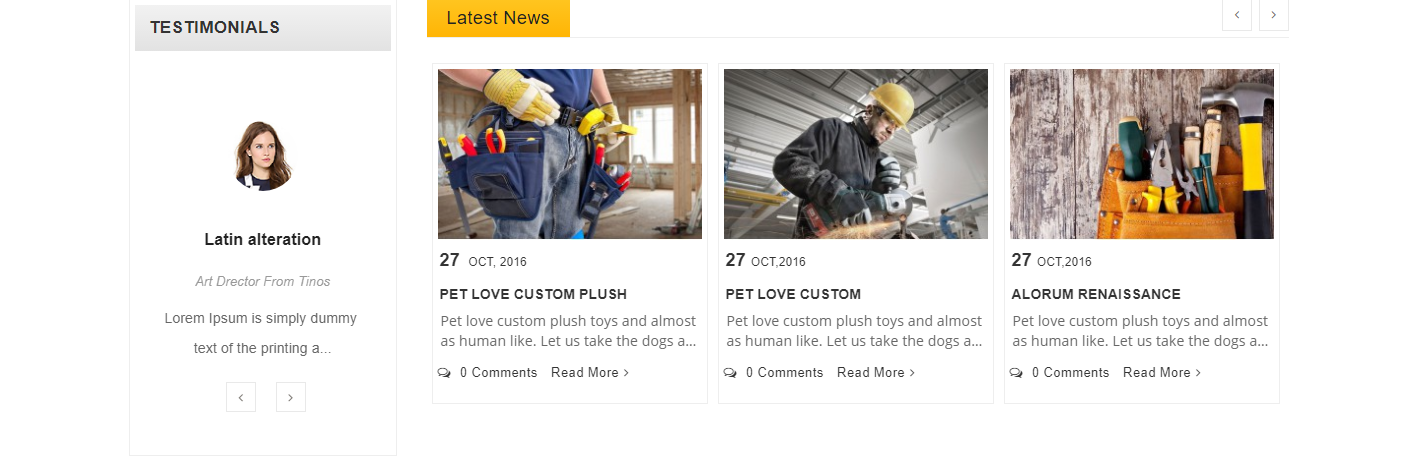 TESTIMONIALS
Latin alteration
Art Drector From Tinos
Lorem Ipsum is simply dummy
text of the printing a...
Latest News
27 OCT, 2016
PET LOVE CUSTOM PLUSH
Pet love custom plush toys and almost
as human like. Let us take the dogs a...
0 Comments Read More
27 OCT,2016
PET LOVE CUSTOM
Pet love custom plush toys and almost
as human like. Let us take the dogs a...
0 Comments Read More
27 OCT,2016
ALORUM RENAISSANCE
Pet love custom plush toys and almost
as human like. Let us take the dogs a...
0 Comments Read More